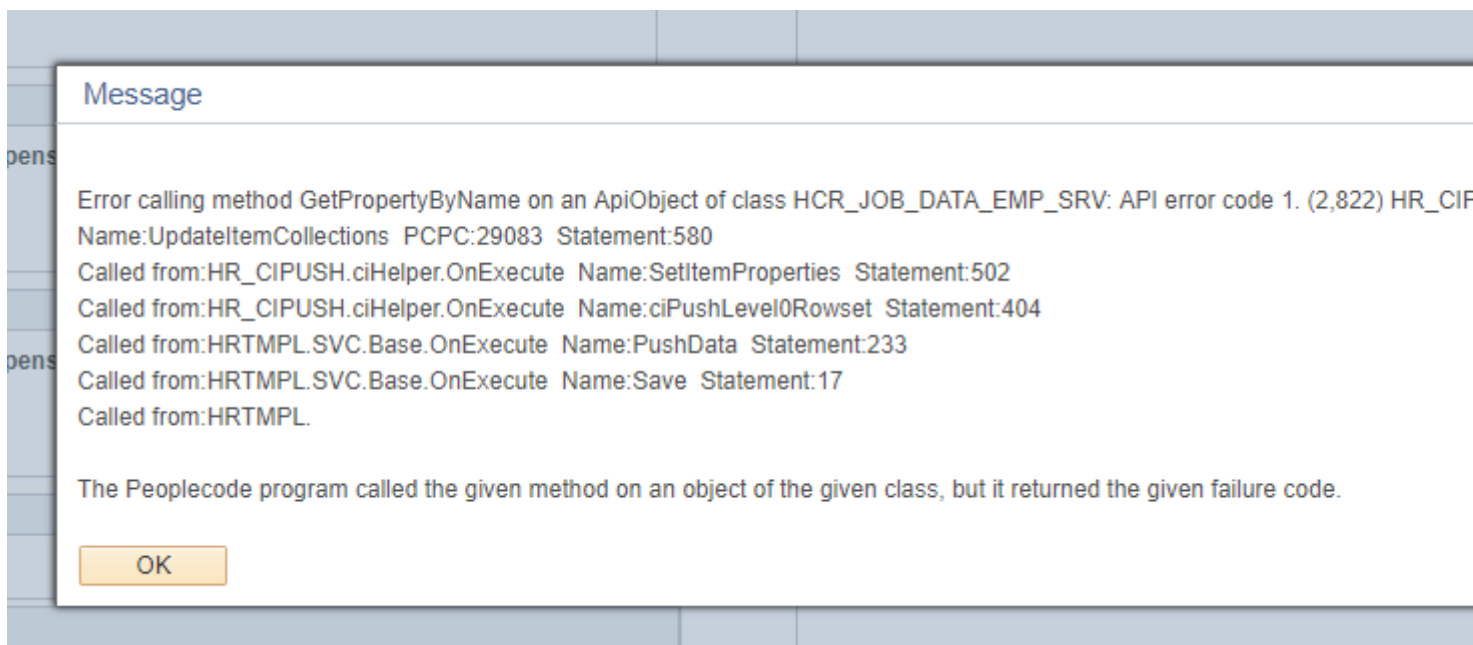 Message
pens
Error calling method GetPropertyByName on an ApiObject of class HCR_JOB_DATA_EMP_SRV: API error code 1. (2,822) HR_CIP
Name:UpdateItemCollections PCPC:29083 Statement:580
Called from:HR_CIPUSH.ciHelper.OnExecute Name:SetItemProperties Statement:502
Called from:HR_CIPUSH.ciHelper.OnExecute Name:ciPushLevel0Rowset Statement:404
Called from:HRTMPL.SVC.Base.OnExecute Name:PushData Statement:233
pens
Called from:HRTMPL.SVC.Base.OnExecute Name:Save Statement:17
Called from:HRTMPL.
The Peoplecode program called the given method on an object of the given class, but it returned the given failure code.
OK